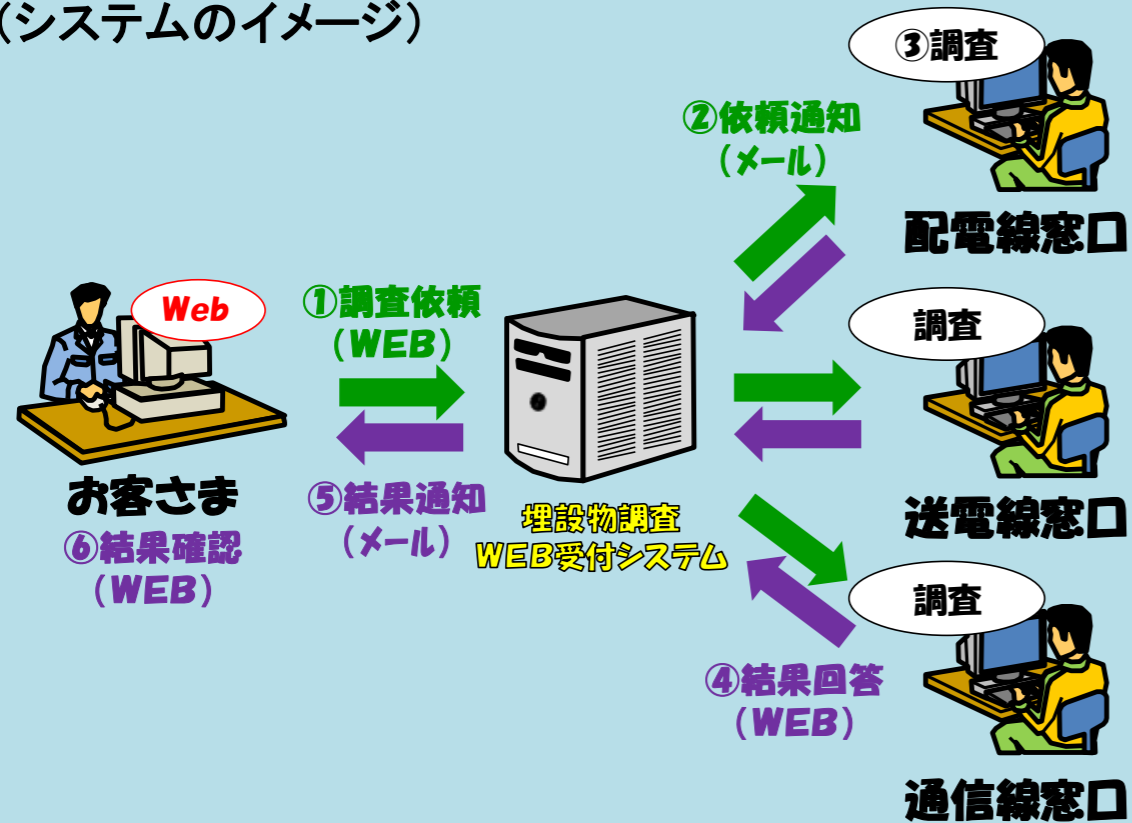 (システムのイメージ)
③調査
②依頼通知
(メール)
配電線窓口
Web
①調査依頼
(WEB)
調査
お客さま
⑥結果確認
(WEB)
⑤結果通知
(メール)
埋設物調査
WEB受付システム
送電線窓口
調査
④結果回答
(WEB)
通信線窓口